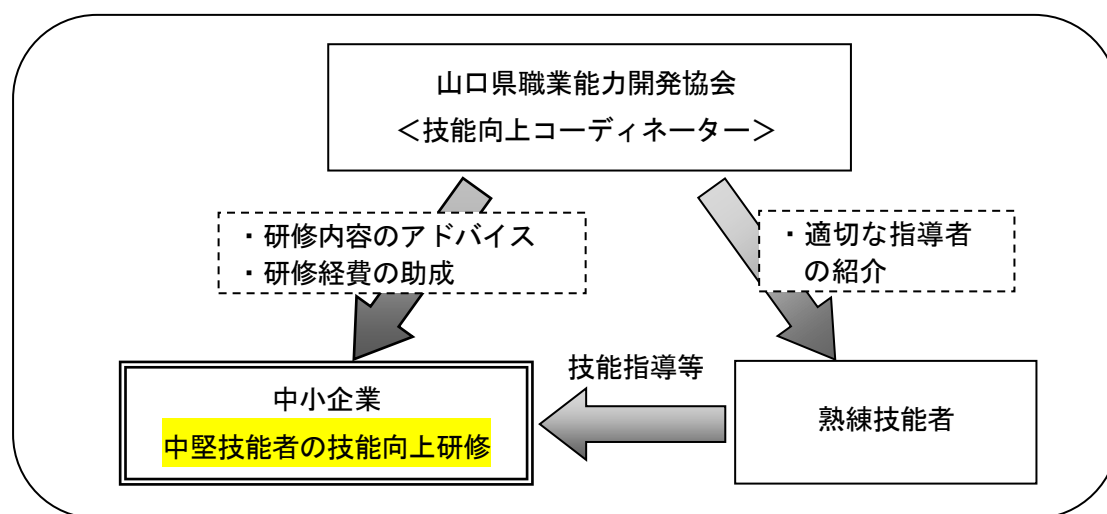 山口県職業能力開発協会
＜技能向上コーディネーター＞
・研修内容のアドバイス
・研修経費の助成
・適切な指導者
の紹介
技能指導等
中小企業
中堅技能者の技能向上研修
熟練技能者